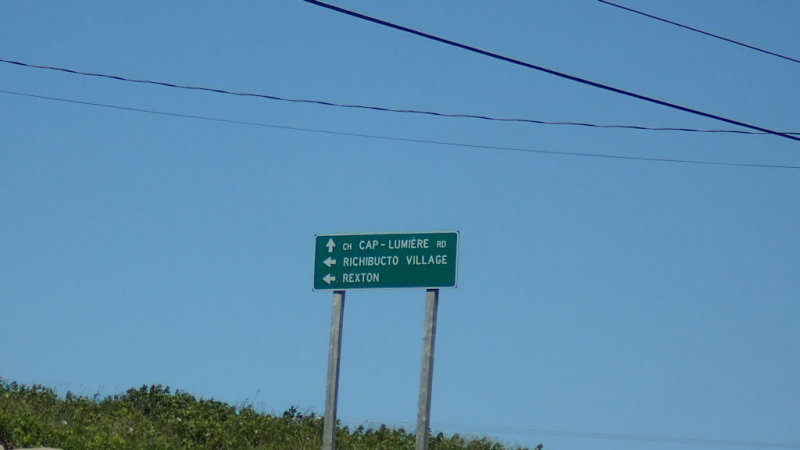 ↑ CH CAP-LUMIÈRE RD
← RICHIBUCTO VILLAGE
← REXTON